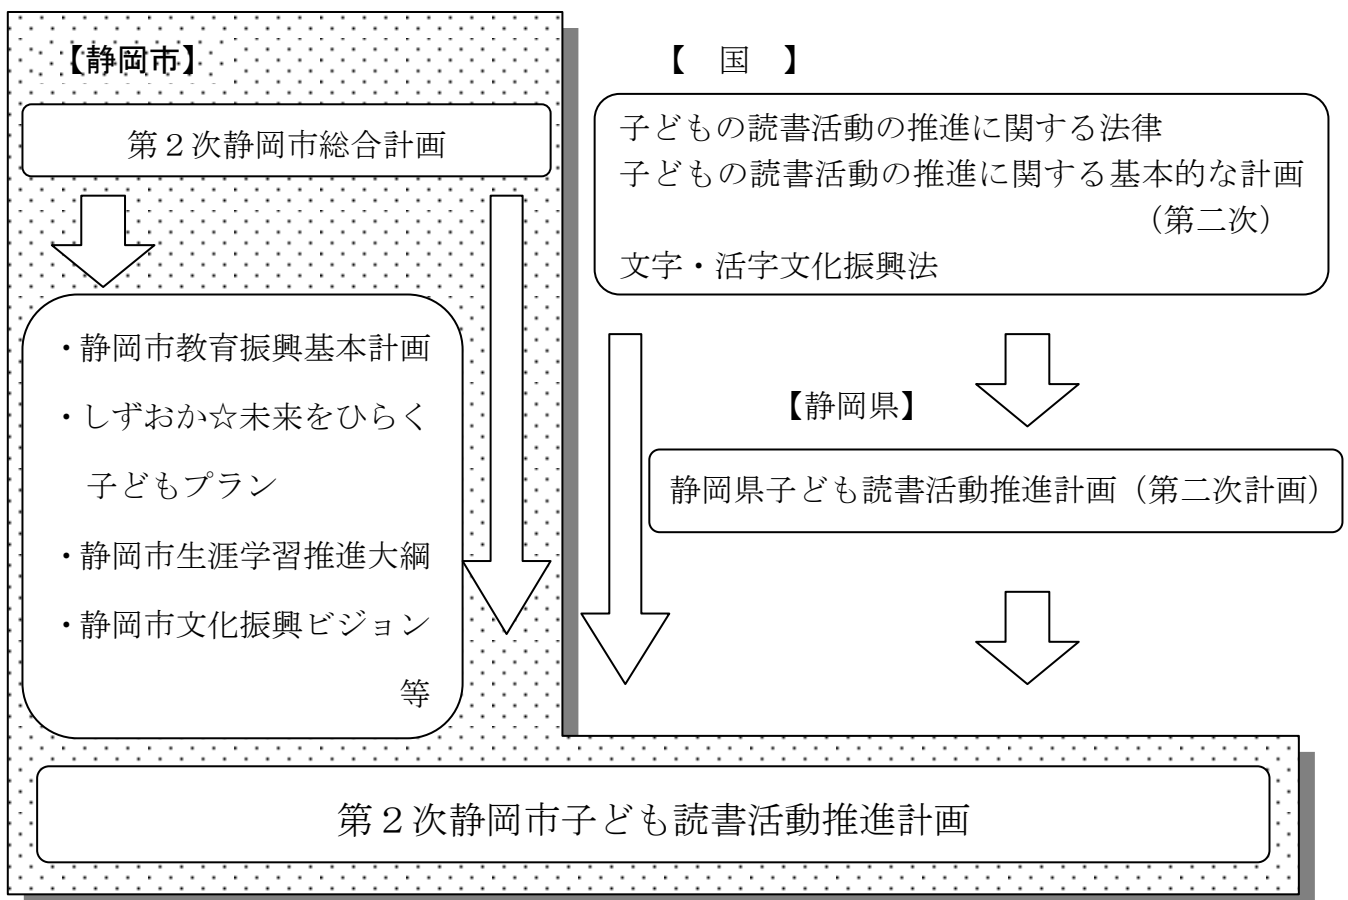 【静岡市】
第２次静岡市総合計画
・静岡市教育振興基本計画
・しずおか☆未来をひらく
子どもプラン
・静岡市生涯学習推進大綱
・静岡市文化振興ビジョン
等
【　国　】
子どもの読書活動の推進に関する法律
子どもの読書活動の推進に関する基本的な計画
（第二次）
文字・活字文化振興法
【静岡県】
静岡県子ども読書活動推進計画（第二次計画）
第２次静岡市子ども読書活動推進計画